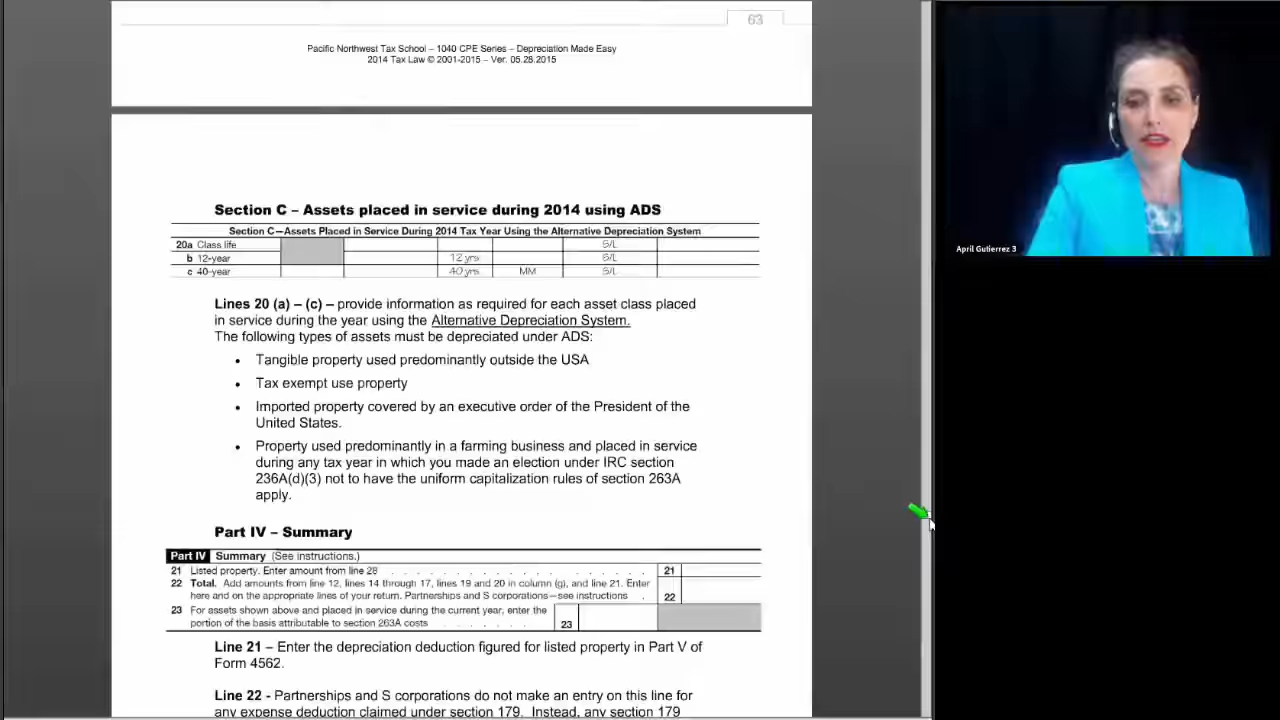 63
Pacific Northwest Tax School – 1040 CPE Series – Depreciation Made Easy
2014 Tax Law © 2001-2015 – Ver. 05.28.2015
Section C – Assets placed in service during 2014 using ADS
Section C—Assets Placed in Service During 2014 Tax Year Using the Alternative Depreciation System
20a Class life S/L
b 12-year 12 yrs. S/L
c 40-year 40 yrs. MM S/L
Lines 20 (a) – (c) – provide information as required for each asset class placed
in service during the year using the Alternative Depreciation System.
The following types of assets must be depreciated under ADS:
• Tangible property used predominantly outside the USA
• Tax exempt use property
• Imported property covered by an executive order of the President of the
United States.
• Property used predominantly in a farming business and placed in service
during any tax year in which you made an election under IRC section
236A(d)(3) not to have the uniform capitalization rules of section 263A
apply.
Part IV – Summary
Part IV Summary (See instructions.)
21 Listed property. Enter amount from line 28 . . . . . . . . . . . . . . . . . . . 21
22 Total. Add amounts from line 12, lines 14 through 17, lines 19 and 20 in column (g), and line 21. Enter
here and on the appropriate lines of your return. Partnerships and S corporations—see instructions . 22
23 For assets shown above and placed in service during the current year, enter the
portion of the basis attributable to section 263A costs . . . . . . . 23
Line 21 – Enter the depreciation deduction figured for listed property in Part V of
Form 4562.
Line 22 - Partnerships and S corporations do not make an entry on this line for
any expense deduction claimed under section 179. Instead, any section 179
April Gutierrez 3